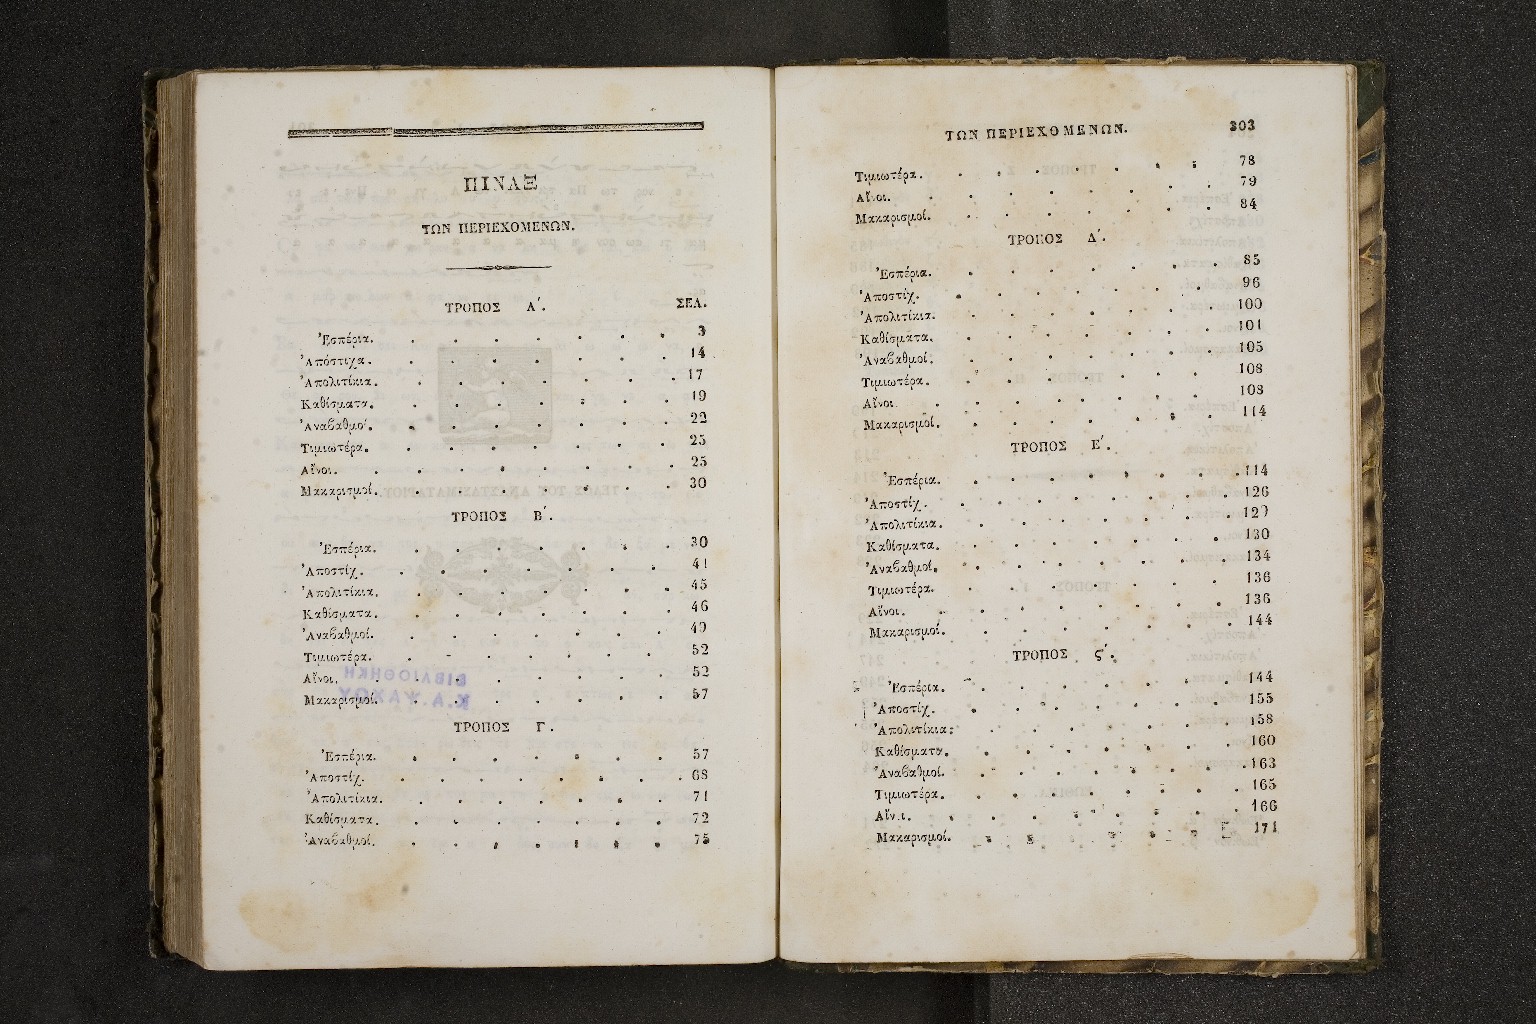 ΠΙΝΑΞ
ΤΩΝ ΠΕΡΙΕΧΟΜΕΝΩΝ.
ΤΡΟΠΟΣ Α΄. ΣΕΛ.
Ἑσπέρια. 3
Ἀπόστιχα. 14
Ἀπολιτίκια. 17
Καθίσματα. 19
Ἀναβαθμοί. 22
Τιμιωτέρα. 25
Αἶνοι. 25
Μακαρισμοί. 30
ΤΡΟΠΟΣ Β΄.
Ἑσπέρια. 30
Ἀποστίχ. 41
Ἀπολιτίκια. 45
Καθίσματα. 46
Ἀναβαθμοί. 49
Τιμιωτέρα. 52
Αἶνοι. 52
Μακαρισμοί. 57
ΤΡΟΠΟΣ Γ.
Ἑσπέρια. 57
Ἀποστίχ. 68
Ἀπολιτίκια. 71
Καθίσματα. 72
Ἀναβαθμοί. 75
ΤΩΝ ΠΕΡΙΕΧΟΜΕΝΩΝ. 303
Τιμιωτέρα. 78
Αἶνοι. 79
Μακαρισμοί. 84
ΤΡΟΠΟΣ Δ΄.
Ἑσπέρια. 85
Ἀποστίχ. 96
Ἀπολιτίκια. 100
Καθίσματα. 101
Ἀναβαθμοί. 105
Τιμιωτέρα. 108
Αἶνοι. 108
Μακαρισμοί. 114
ΤΡΟΠΟΣ Ε΄.
Ἑσπέρια. 114
Ἀποστίχ. 126
Ἀπολιτίκια. 129
Καθίσματα. 130
Ἀναβαθμοί. 134
Τιμιωτέρα. 136
Αἶνοι. 136
Μακαρισμοί. 144
ΤΡΟΠΟΣ ς΄.
Ἑσπέρια. 144
Ἀποστίχ. 155
Ἀπολιτίκια: 158
Καθίσματα. 160
Ἀναβαθμοί. 163
Τιμιωτέρα. 165
Αἶνοι. 166
Μακαρισμοί. 171